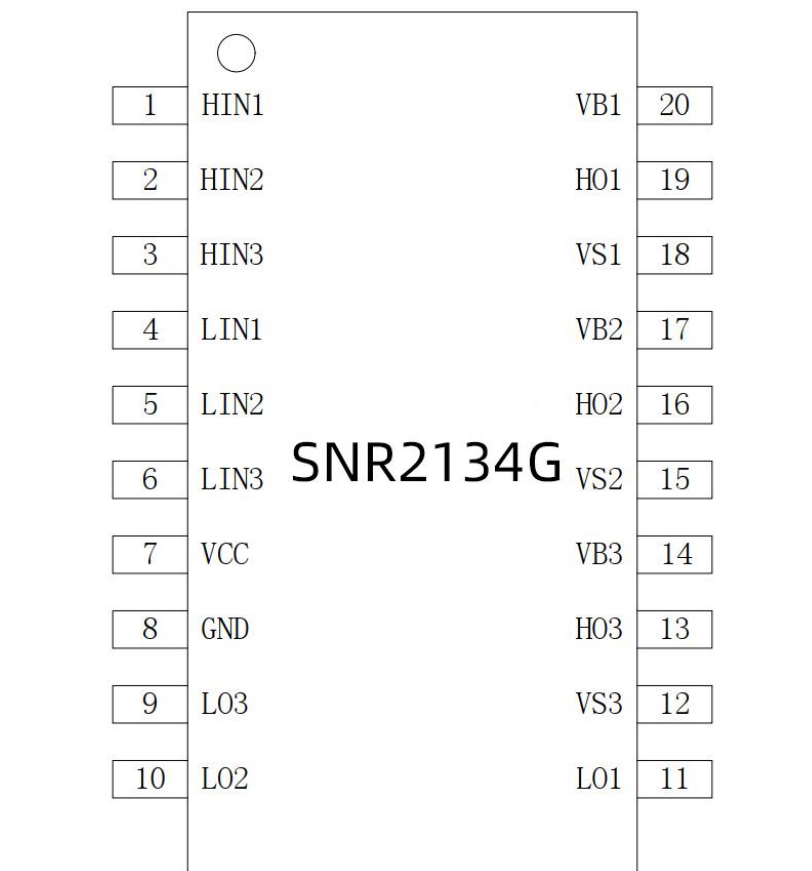 1 HIN1 VB1 20
2 HIN2 HO1 19
3 HIN3 VS1 18
4 LIN1 VB2 17
5 LIN2 HO2 16
6 LIN3 SNR2134G VS2 15
7 VCC VB3 14
8 GND HO3 13
9 LO3 VS3 12
10 LO2 LO1 11